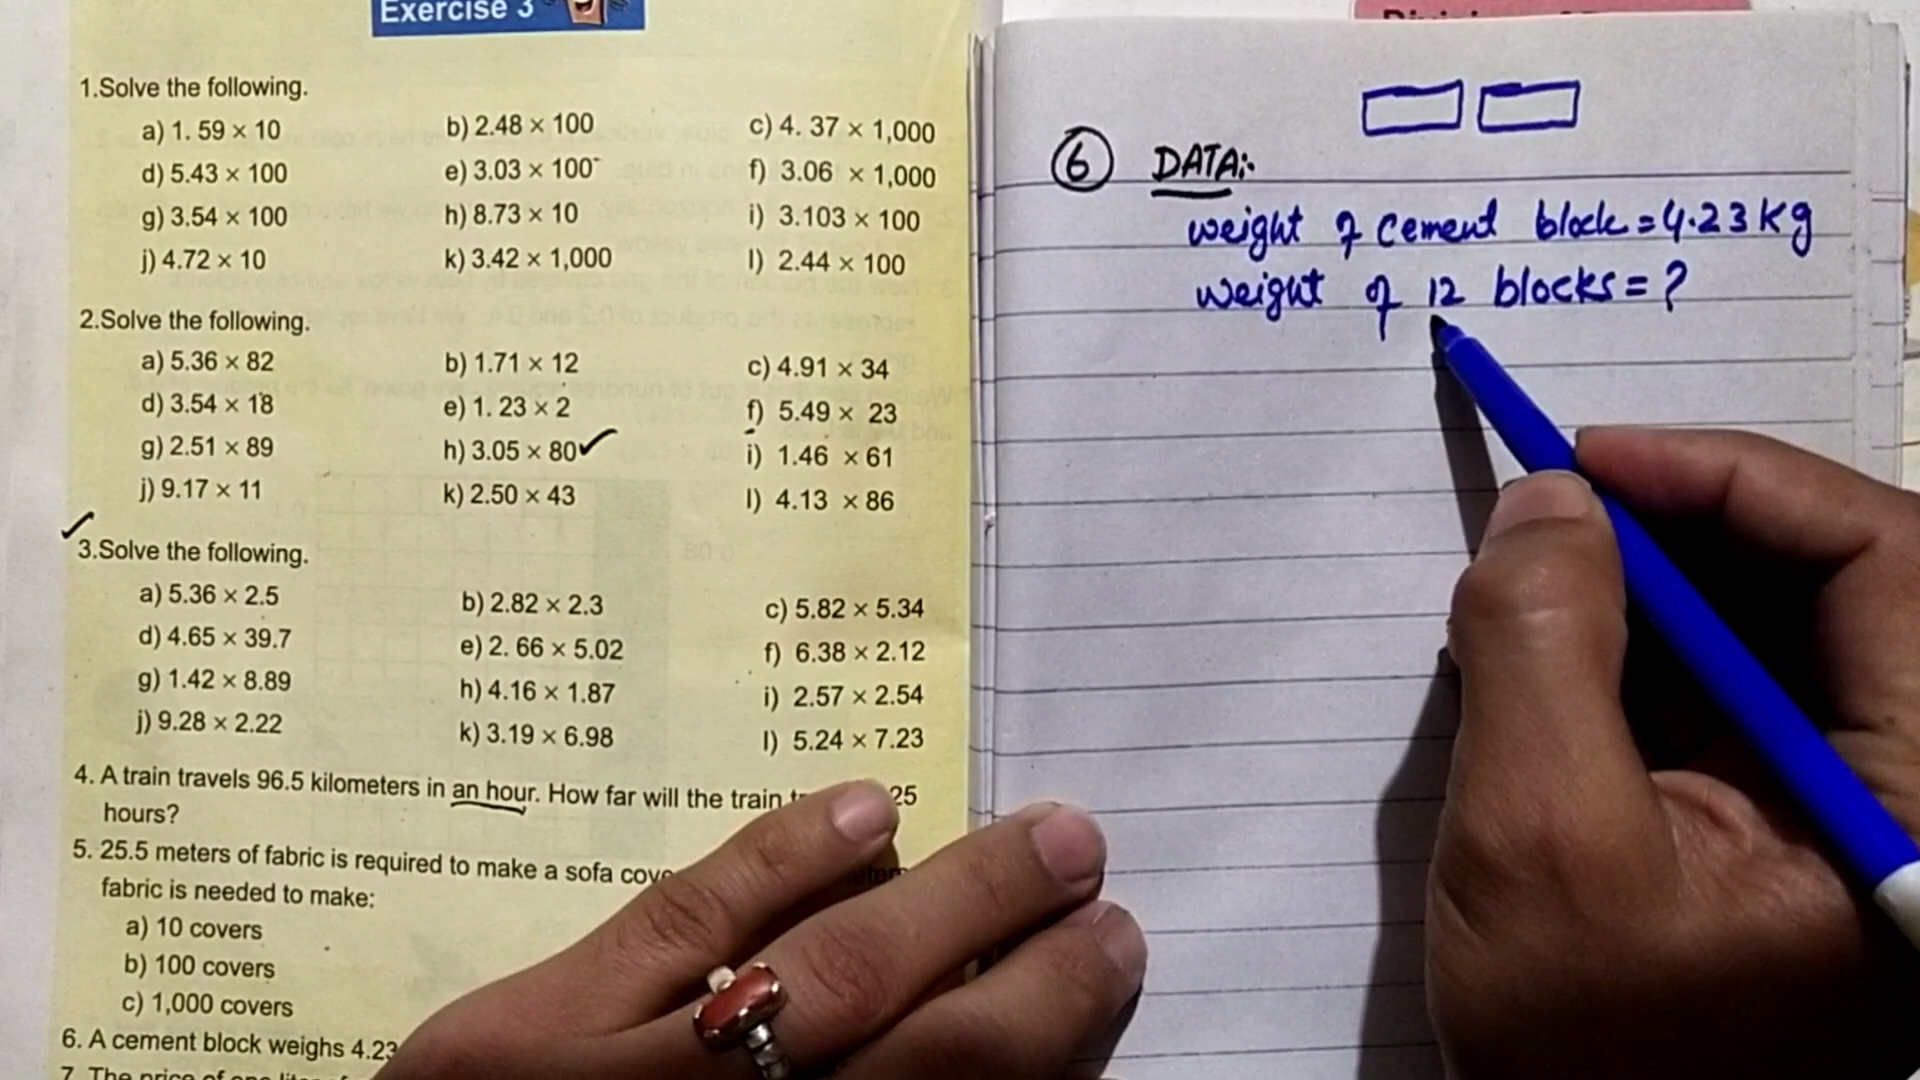 Exercise 3
1.Solve the following.
a) 1. 59 × 10 b) 2.48 × 100 c) 4. 37 × 1,000
d) 5.43 × 100 e) 3.03 × 100 f) 3.06 × 1,000
g) 3.54 × 100 h) 8.73 × 10 i) 3.103 × 100
j) 4.72 × 10 k) 3.42 × 1,000 l) 2.44 × 100
2.Solve the following.
a) 5.36 × 82 b) 1.71 × 12 c) 4.91 × 34
d) 3.54 × 18 e) 1. 23 × 2 f) 5.49 × 23
g) 2.51 × 89 h) 3.05 × 80 i) 1.46 × 61
j) 9.17 × 11 k) 2.50 × 43 l) 4.13 × 86
3.Solve the following.
a) 5.36 × 2.5 b) 2.82 × 2.3 c) 5.82 × 5.34
d) 4.65 × 39.7 e) 2. 66 × 5.02 f) 6.38 × 2.12
g) 1.42 × 8.89 h) 4.16 × 1.87 i) 2.57 × 2.54
j) 9.28 × 2.22 k) 3.19 × 6.98 l) 5.24 × 7.23
4. A train travels 96.5 kilometers in an hour. How far will the train 25
hours?
5. 25.5 meters of fabric is required to make a sofa
fabric is needed to make:
a) 10 covers
b) 100 covers
c) 1,000 covers
6. A cement block weighs 4.23
7. The price of one
6 DATA:-
weight of cement block = 4.23 kg
weight of 12 blocks = ?